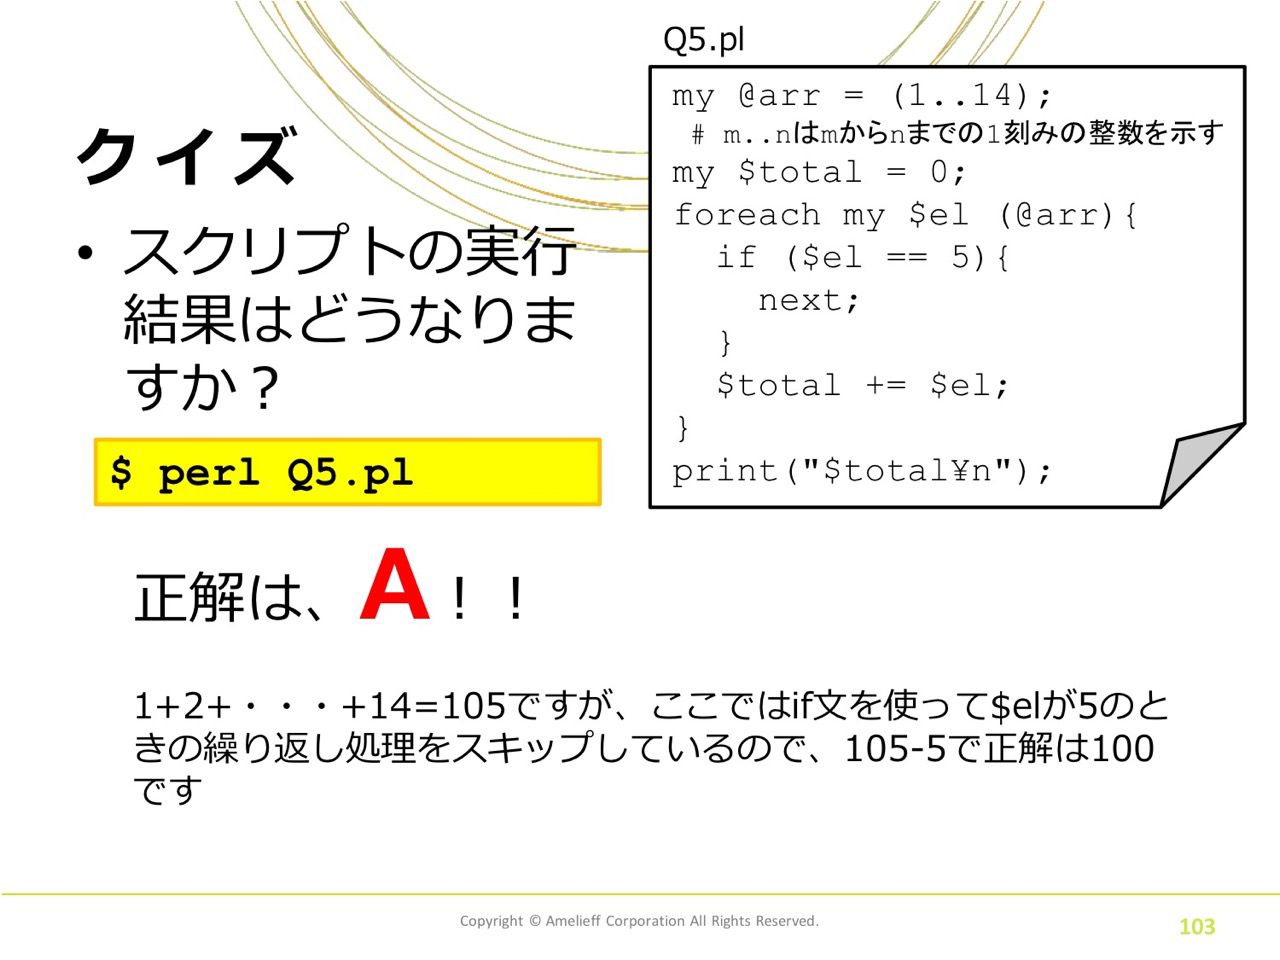 クイズ
• スクリプトの実行
結果はどうなりま
すか？
$ perl Q5.pl
Q5.pl
my @arr = (1..14);
# m..nはmからnまでの1刻みの整数を示す
my $total = 0;
foreach my $el (@arr){
if ($el == 5){
next;
}
$total += $el;
}
print("$total¥n");
正解は、A！！
1+2+・・・+14=105ですが、ここではif文を使って$elが5のと
きの繰り返し処理をスキップしているので、105-5で正解は100
です
Copyright © Amelieff Corporation All Rights Reserved.
103